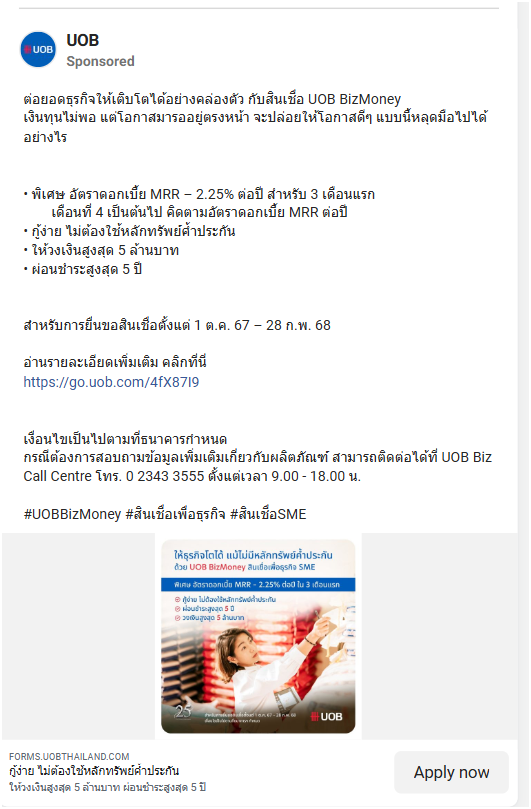 UOB
UOB
Sponsored
ต่อยอดธุรกิจให้เติบโตได้อย่างคล่องตัว กับสินเชื่อ UOB BizMoney
เงินทุนไม่พอ แต่โอกาสมารออยู่ตรงหน้า จะปล่อยให้โอกาสดีๆ แบบนี้หลุดมือไปได้
อย่างไร
• พิเศษ อัตราดอกเบี้ย MRR – 2.25% ต่อปี สำหรับ 3 เดือนแรก
เดือนที่ 4 เป็นต้นไป คิดตามอัตราดอกเบี้ย MRR ต่อปี
• กู้ง่าย ไม่ต้องใช้หลักทรัพย์ค้ำประกัน
• ให้วงเงินสูงสุด 5 ล้านบาท
• ผ่อนชำระสูงสุด 5 ปี
สำหรับการยื่นขอสินเชื่อตั้งแต่ 1 ต.ค. 67 – 28 ก.พ. 68
อ่านรายละเอียดเพิ่มเติม คลิกที่นี่
https://go.uob.com/4fX87I9
เงื่อนไขเป็นไปตามที่ธนาคารกำหนด
กรณีต้องการสอบถามข้อมูลเพิ่มเติมเกี่ยวกับผลิตภัณฑ์ สามารถติดต่อได้ที่ UOB Biz
Call Centre โทร. 0 2343 3555 ตั้งแต่เวลา 9.00 - 18.00 น.
#UOBBizMoney #สินเชื่อเพื่อธุรกิจ #สินเชื่อSME
ให้ธุรกิจโตได้ แม้ไม่มีหลักทรัพย์ค้ำประกัน
ด้วย UOB BizMoney สินเชื่อเพื่อธุรกิจ SME
พิเศษ อัตราดอกเบี้ย MRR – 2.25% ต่อปี ใน 3 เดือนแรก
กู้ง่าย ไม่ต้องใช้หลักทรัพย์ค้ำประกัน
ผ่อนชำระสูงสุด 5 ปี
วงเงินสูงสุด 5 ล้านบาท
25
UOB
FORMS.UOBTHAILAND.COM
กู้ง่าย ไม่ต้องใช้หลักทรัพย์ค้ำประกัน
ให้วงเงินสูงสุด 5 ล้านบาท ผ่อนชำระสูงสุด 5 ปี
Apply now